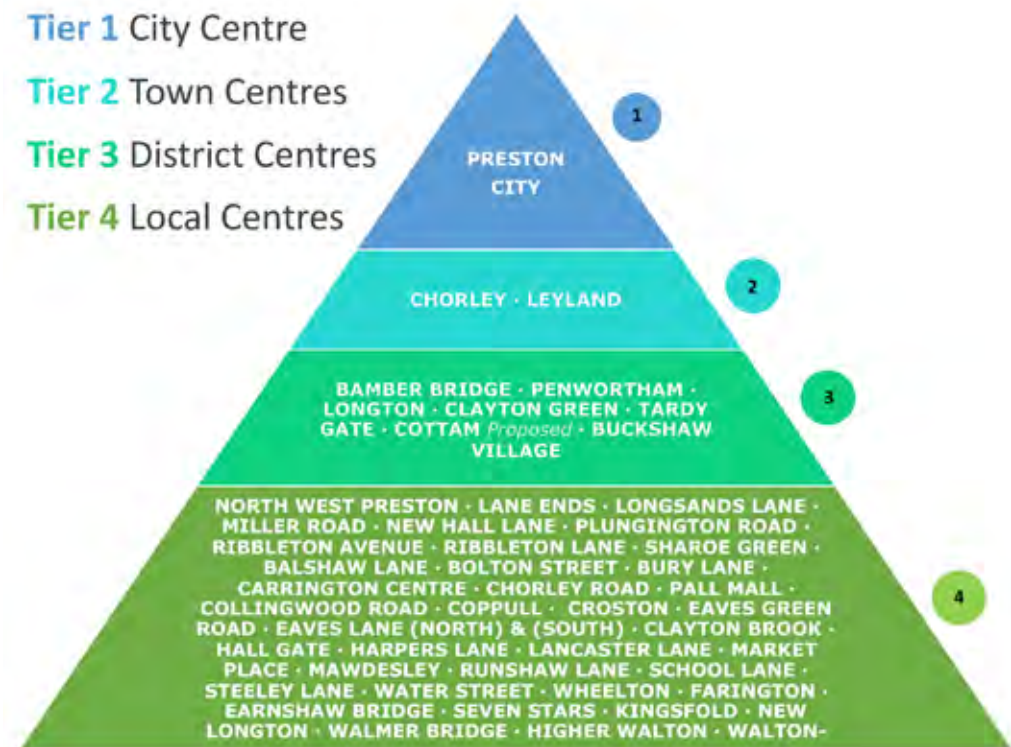 Tier 1 City Centre
Tier 2 Town Centres
Tier 3 District Centres
Tier 4 Local Centres
1
PRESTON
CITY
2
CHORLEY · LEYLAND
3
BAMBER BRIDGE · PENWORTHAM ·
LONGTON · CLAYTON GREEN · TARDY
GATE · COTTAM Proposed · BUCKSHAW
VILLAGE
NORTH WEST PRESTON · LANE ENDS · LONGSANDS LANE ·
MILLER ROAD · NEW HALL LANE · PLUNGINGTON ROAD ·
RIBBLETON AVENUE · RIBBLETON LANE · SHAROE GREEN ·
BALSHAW LANE · BOLTON STREET · BURY LANE ·
CARRINGTON CENTRE · CHORLEY ROAD · PALL MALL ·
COLLINGWOOD ROAD · COPPULL · CROSTON · EAVES GREEN
ROAD · EAVES LANE (NORTH) & (SOUTH) · CLAYTON BROOK ·
HALL GATE · HARPERS LANE · LANCASTER LANE · MARKET
PLACE · MAWDESLEY · RUNSHAW LANE · SCHOOL LANE ·
STEELEY LANE · WATER STREET · WHEELTON · FARINGTON ·
EARNSHAW BRIDGE · SEVEN STARS · KINGSFOLD · NEW
LONGTON · WALMER BRIDGE · HIGHER WALTON · WALTON-
4